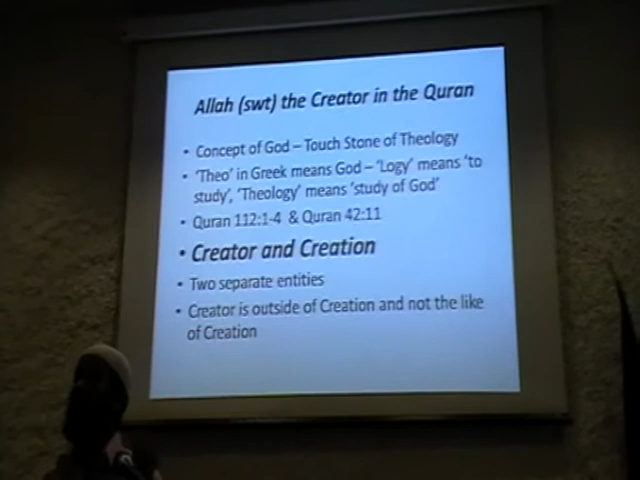 Allah (swt) the Creator in the Quran
• Concept of God – Touch Stone of Theology
• 'Theo' in Greek means God – 'Logy' means 'to
study', 'Theology' means 'study of God'
• Quran 112:1-4 & Quran 42:11
• Creator and Creation
• Two separate entities
• Creator is outside of Creation and not the like
of Creation